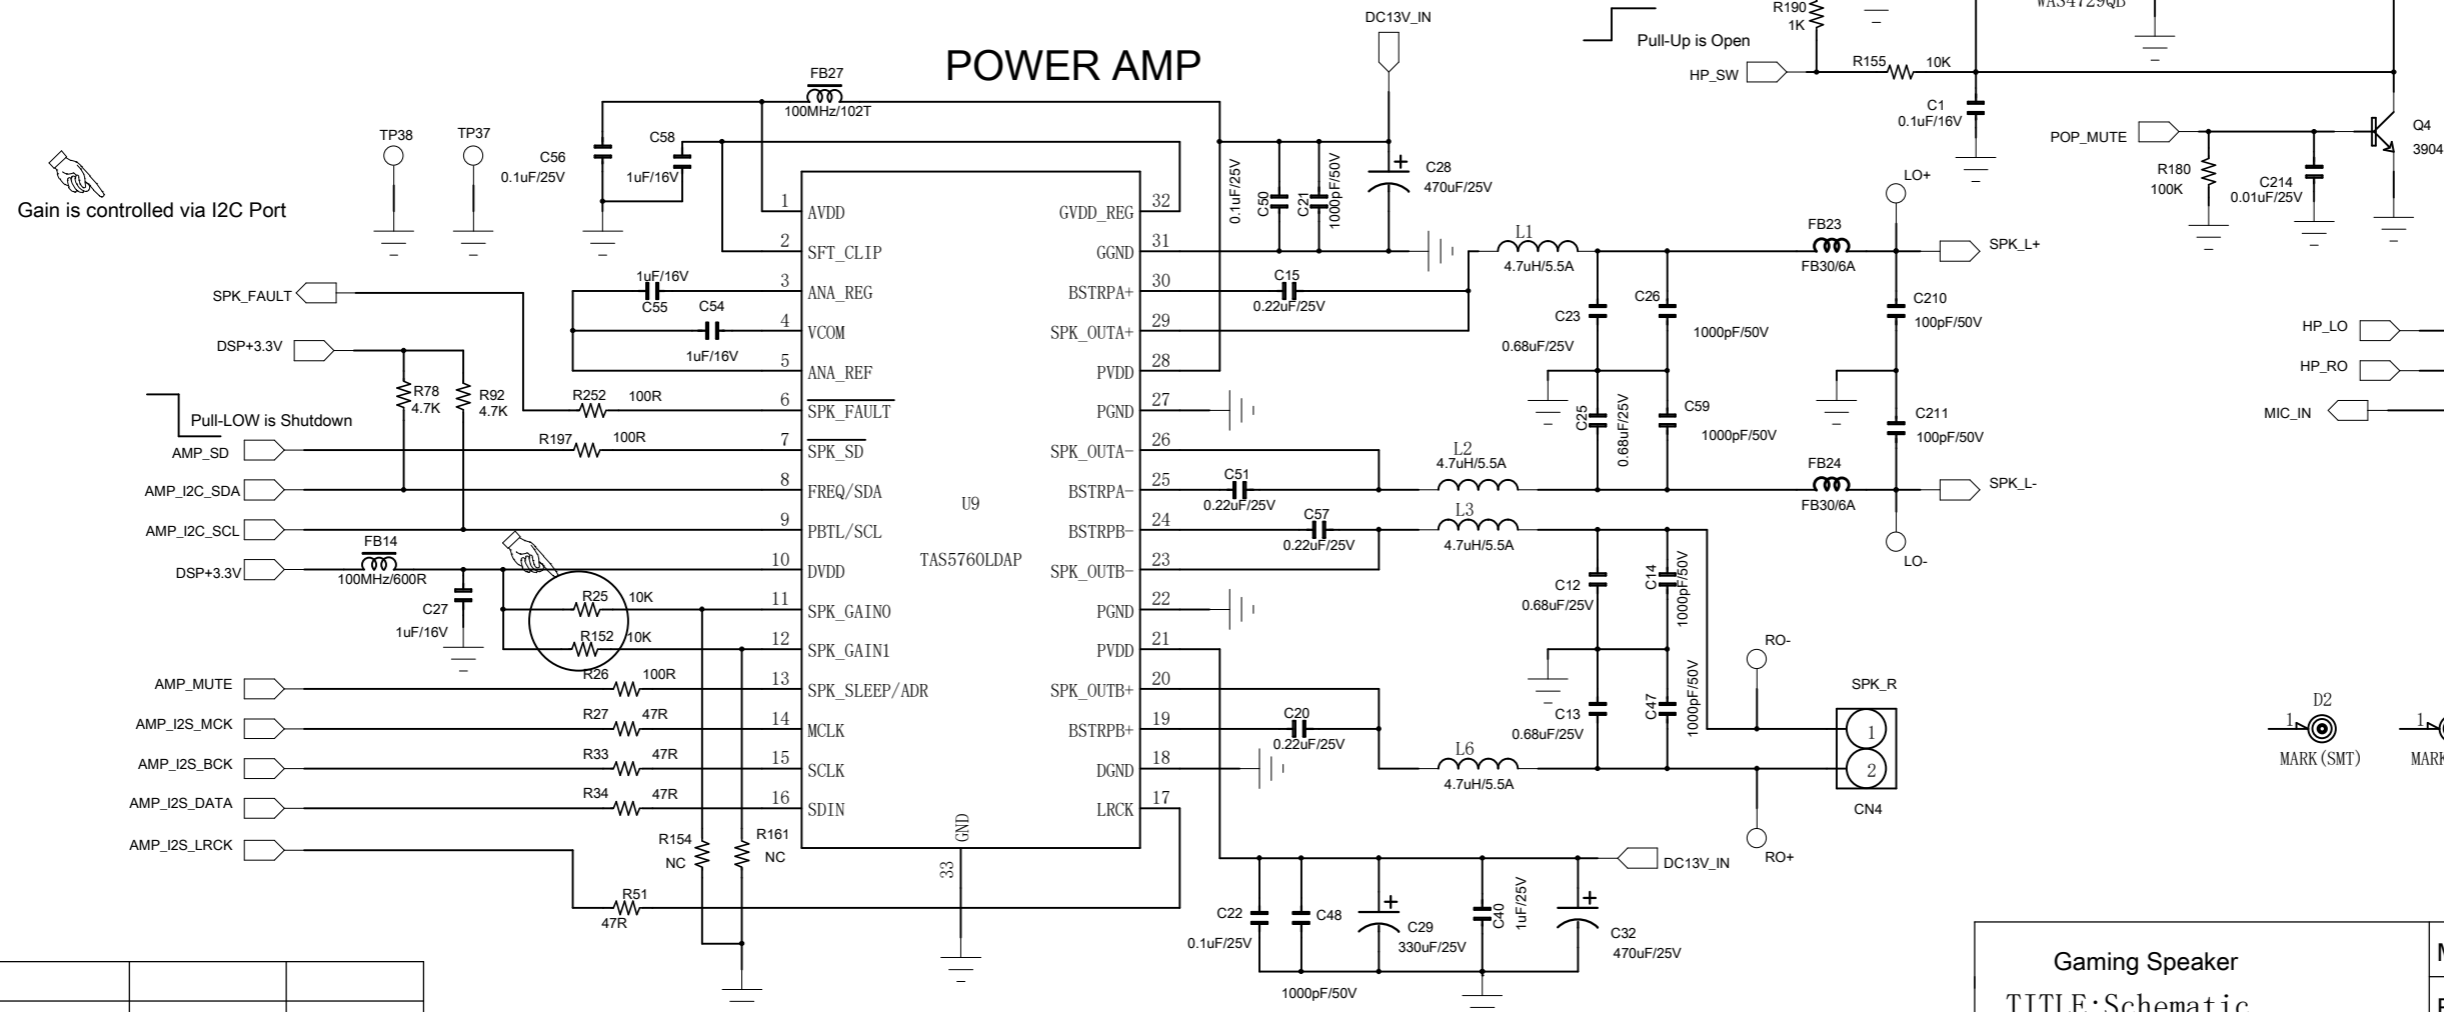 POWER AMP
DC13V_IN
R190
1K
WAS4729QB
Pull-Up is Open
HP_SW
R155
10K
C1
0.1uF/16V
POP_MUTE
Q4
3904
R180
100K
C214
0.01uF/25V
FB27
100MHz/102T
TP38
TP37
C56
0.1uF/25V
C58
1uF/16V
Gain is controlled via I2C Port
0.1uF/25V
C50
C21
1000pF/50V
C28
470uF/25V
LO+
1
AVDD
2
SFT_CLIP
3
ANA_REG
4
VCOM
5
ANA_REF
6
SPK_FAULT
7
SPK_SD
8
FREQ/SDA
9
PBTL/SCL
10
DVDD
11
SPK_GAIN0
12
SPK_GAIN1
13
SPK_SLEEP/ADR
14
MCLK
15
SCLK
16
SDIN
GVDD_REG
32
GGND
31
BSTRPA+
30
SPK_OUTA+
29
PVDD
28
PGND
27
SPK_OUTA-
26
BSTRPA-
25
BSTRPB-
24
SPK_OUTB-
23
PGND
22
PVDD
21
SPK_OUTB+
20
BSTRPB+
19
DGND
18
LRCK
17
U9
TAS5760LDAP
GND
33
SPK_FAULT
1uF/16V
C55
C54
1uF/16V
DSP+3.3V
R78
4.7K
R92
4.7K
R252
100R
Pull-LOW is Shutdown
AMP_SD
R197
100R
AMP_I2C_SDA
AMP_I2C_SCL
FB14
DSP+3.3V
100MHz/600R
C27
1uF/16V
R25
10K
R152
10K
AMP_MUTE
R26
100R
AMP_I2S_MCK
R27
47R
AMP_I2S_BCK
R33
47R
AMP_I2S_DATA
R34
47R
AMP_I2S_LRCK
R154
NC
R161
NC
R51
47R
L1
4.7uH/5.5A
C15
0.22uF/25V
C23
0.68uF/25V
C26
1000pF/50V
FB23
FB30/6A
SPK_L+
C210
100pF/50V
C25
0.68uF/25V
C59
1000pF/50V
C211
100pF/50V
L2
4.7uH/5.5A
C51
0.22uF/25V
FB24
FB30/6A
SPK_L-
LO-
C57
0.22uF/25V
L3
4.7uH/5.5A
C12
0.68uF/25V
C14
1000pF/50V
C13
0.68uF/25V
C47
1000pF/50V
RO-
SPK_R
1
2
CN4
C20
0.22uF/25V
L6
4.7uH/5.5A
RO+
DC13V_IN
C22
0.1uF/25V
C48
1000pF/50V
C29
330uF/25V
C40
1uF/25V
C32
470uF/25V
HP_LO
HP_RO
MIC_IN
D2
1
MARK(SMT)
1
MARK
Gaming Speaker
TITLE:Schematic